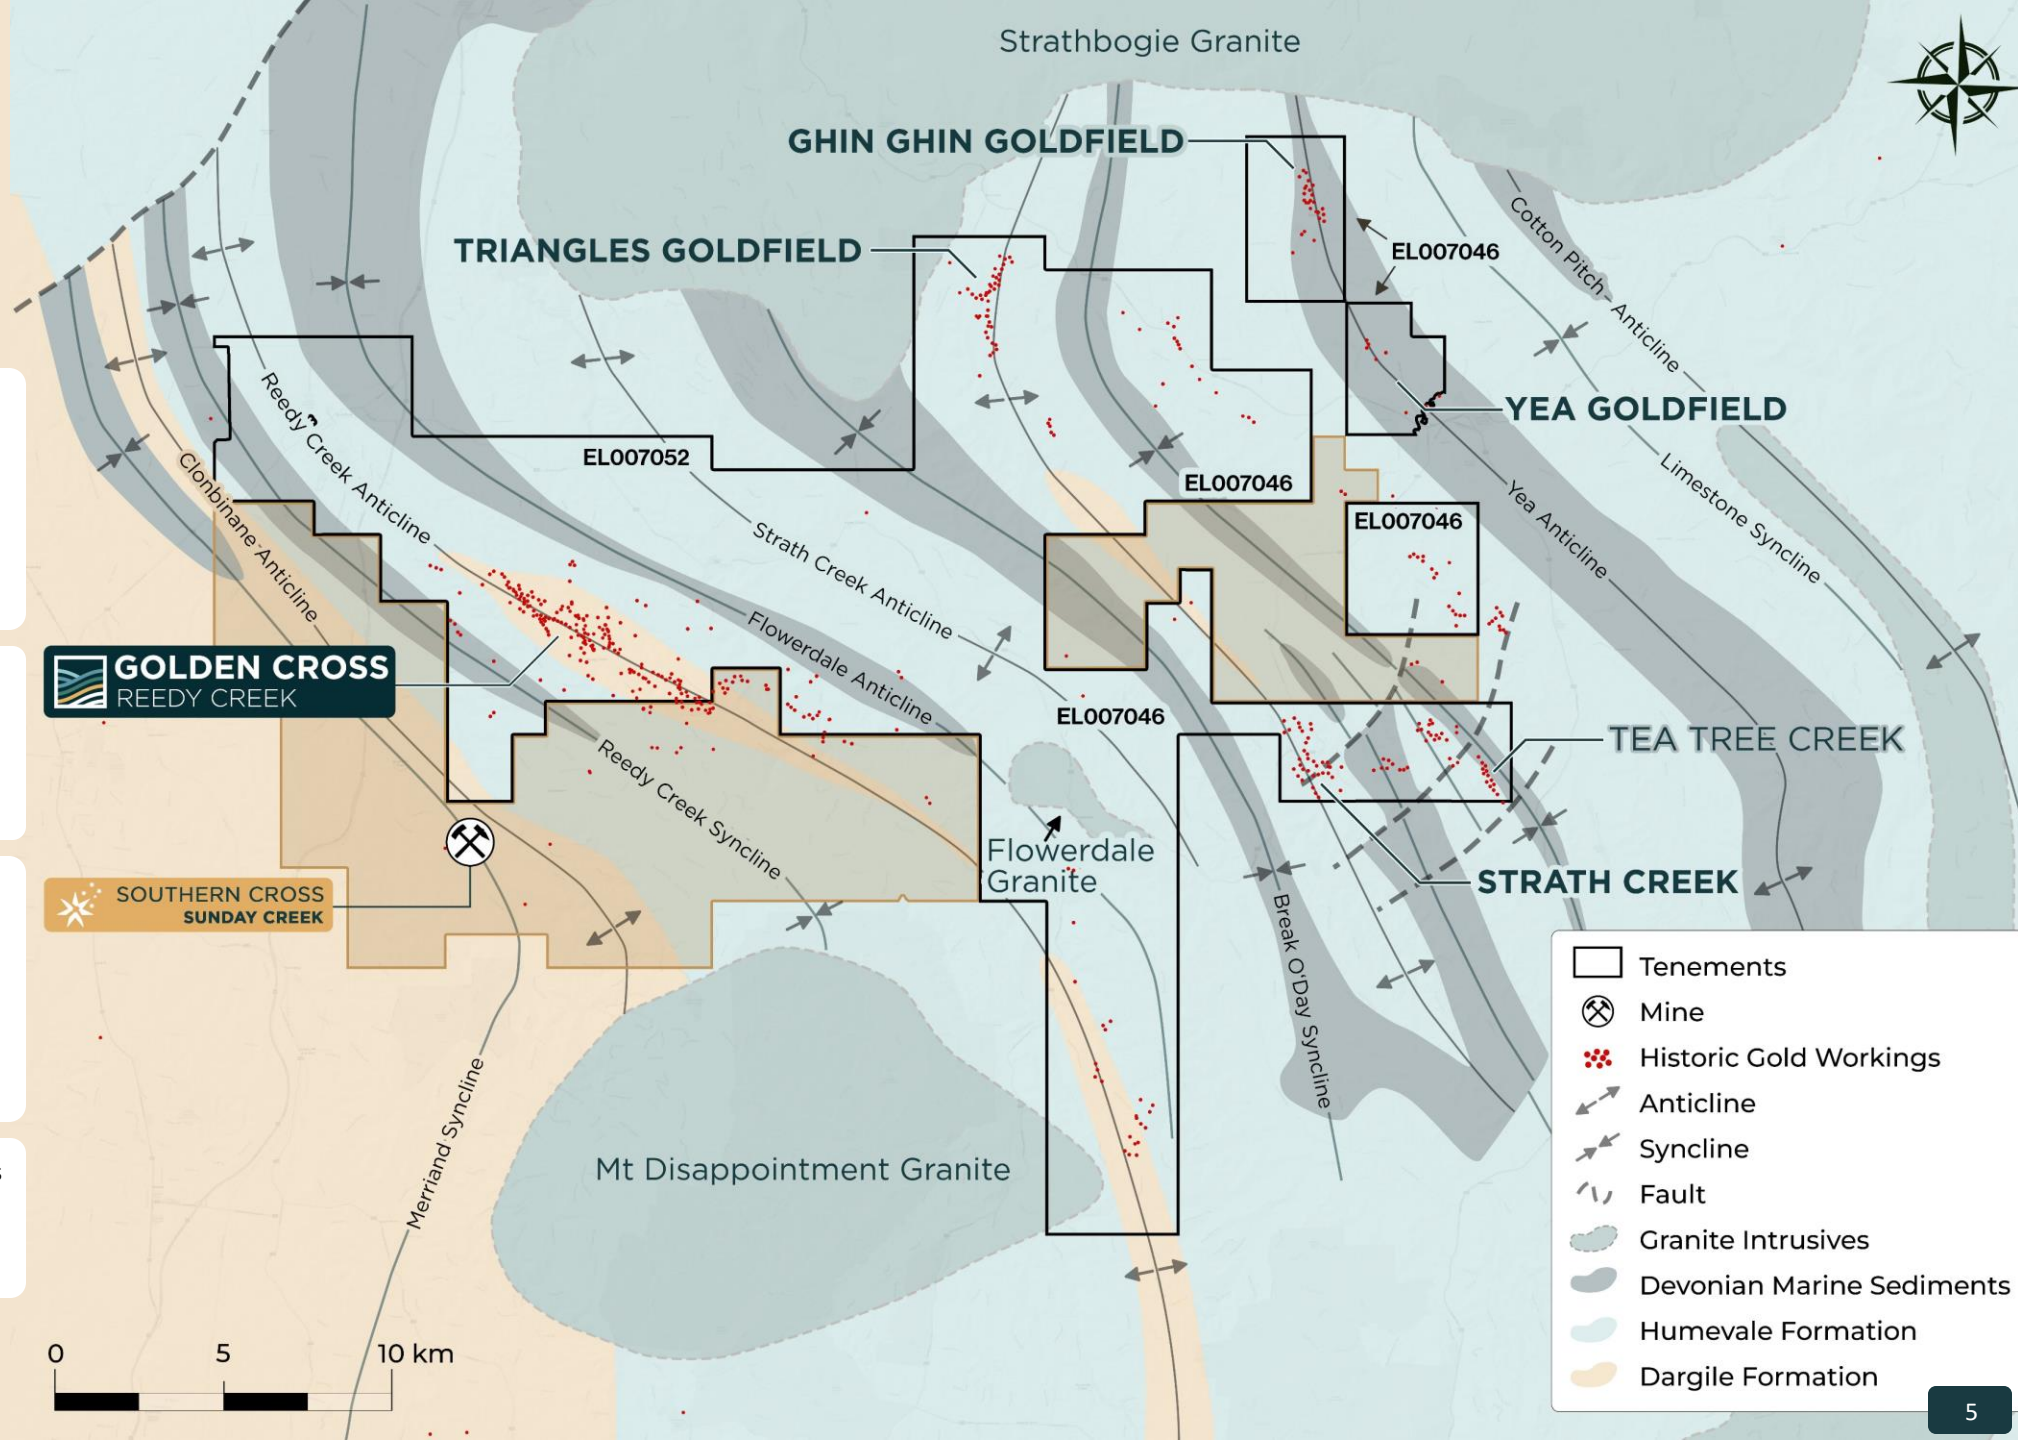 Strathbogie Granite
GHIN GHIN GOLDFIELD
TRIANGLES GOLDFIELD
EL007046
Cotton Pitch Anticline
YEA GOLDFIELD
Reedy Creek Anticline
EL007052
EL007046
Clonbinane Anticline
EL007046
Limestone Syncline
Yea Anticline
Strath Creek Anticline
Flowerdale Anticline
GOLDEN CROSS
REEDY CREEK
EL007046
TEA TREE CREEK
Reedy Creek Syncline
Flowerdale
Granite
STRATH CREEK
SOUTHERN CROSS
SUNDAY CREEK
Break O'Day Syncline
Merriand Syncline
Mt Disappointment Granite
Tenements
Mine
Historic Gold Workings
Anticline
Syncline
Fault
Granite Intrusives
Devonian Marine Sediments
Humevale Formation
Dargile Formation
0 5 10 km
5